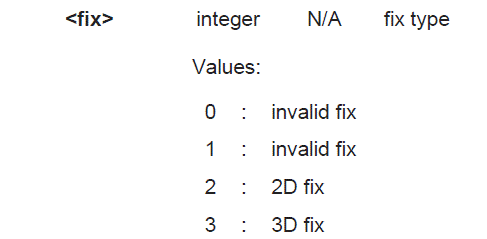 <fix> integer N/A fix type
Values:
0 : invalid fix
1 : invalid fix
2 : 2D fix
3 : 3D fix